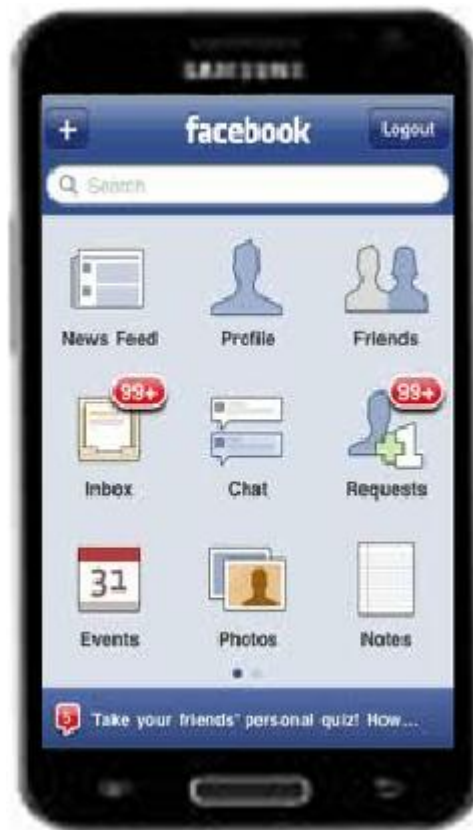 SAMSUNG
+ facebook Logout
Search
News Feed Profile Friends
99+ 99+
Inbox Chat Requests
31
Events Photos Notes
5 Take your friends' personal quiz! How...